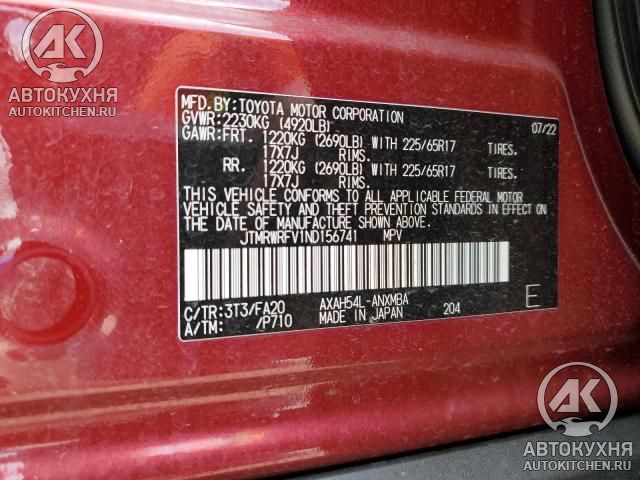 АК
АВТОКУХНЯ
AUTOKITCHEN.RU
MFD.BY:TOYOTA MOTOR CORPORATION 07/22
GVWR:2230KG (4920LB)
GAWR:FRT. 1220KG (2690LB) WITH 225/65R17 TIRES.
17X7J RIMS.
RR. 1220KG (2690LB) WITH 225/65R17 TIRES.
17X7J RIMS.
THIS VEHICLE CONFORMS TO ALL APPLICABLE FEDERAL MOTOR
VEHICLE SAFETY AND THEFT PREVENTION STANDARDS IN EFFECT ON
THE DATE OF MANUFACTURE SHOWN ABOVE.
JTMRWRFV1ND156741 MPV
C/TR:3T3/FA20 AXAH54L-ANXMBA E
A/TM: /P710 MADE IN JAPAN 204
АК
АВТОКУХНЯ
AUTOKITCHEN.RU